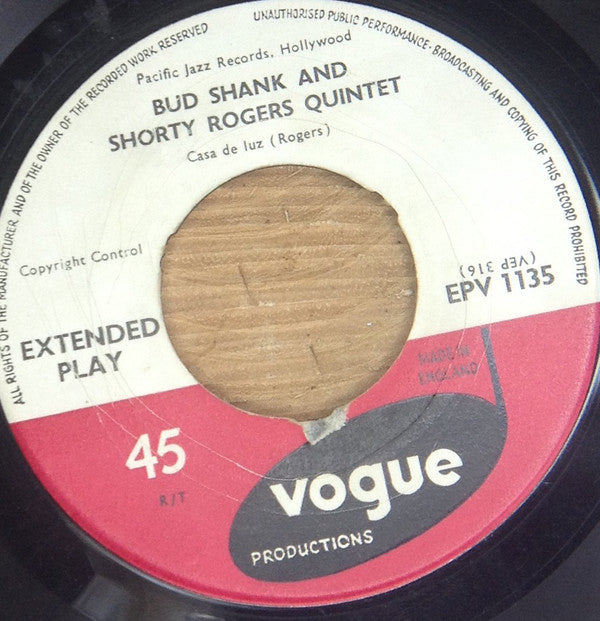 ALL RIGHTS OF THE MANUFACTURER AND OF THE OWNER OF THE RECORDED WORK RESERVED
UNAUTHORISED PUBLIC PERFORMANCE · BROADCASTING AND COPYING OF THIS RECORD PROHIBITED
Pacific Jazz Records, Hollywood
BUD SHANK AND
SHORTY ROGERS QUINTET
Casa de luz (Rogers)
Copyright Control
(VEP 316)
EPV 1135
EXTENDED
PLAY
MADE IN
ENGLAND
45
R/T
vogue
PRODUCTIONS